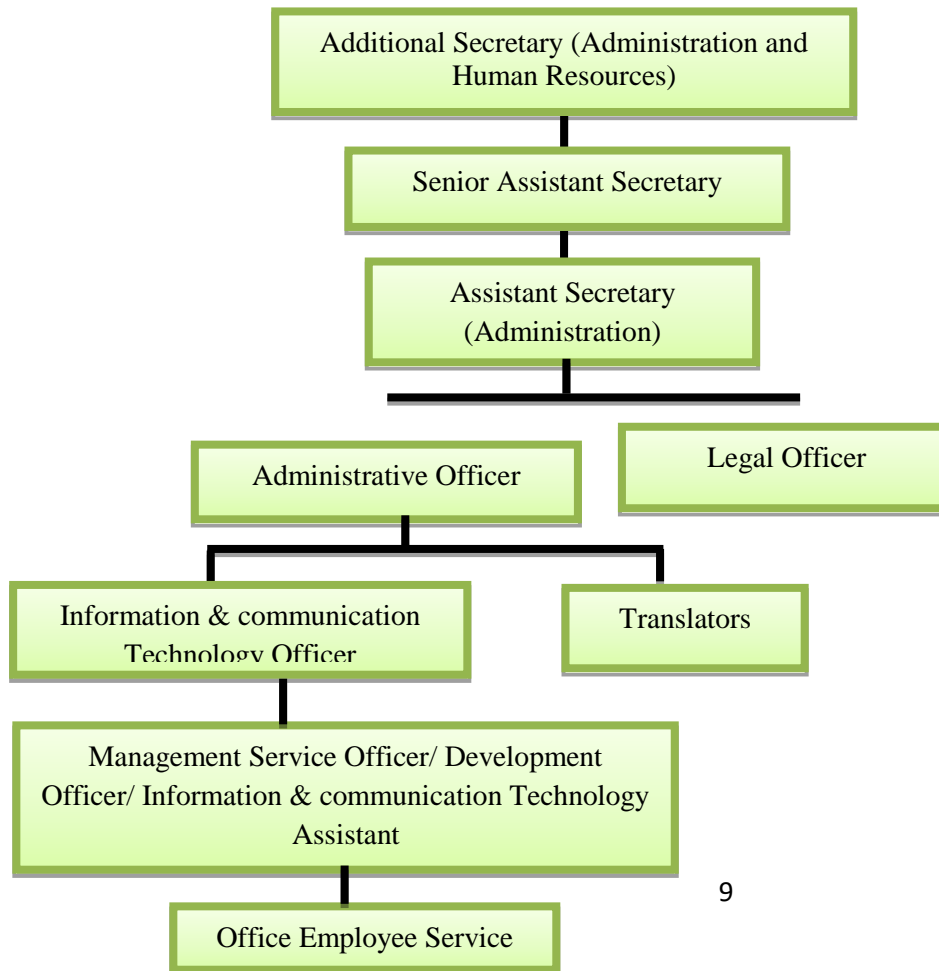 Additional Secretary (Administration and
Human Resources)
Senior Assistant Secretary
Assistant Secretary
(Administration)
Legal Officer
Administrative Officer
Information & communication
Technology Officer
Translators
Management Service Officer/ Development
Officer/ Information & communication Technology
Assistant
9
Office Employee Service